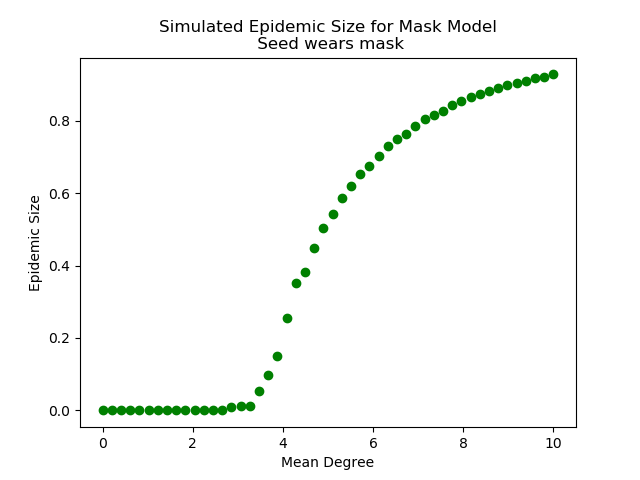 Simulated Epidemic Size for Mask Model
Seed wears mask
Epidemic Size
0.8
0.6
0.4
0.2
0.0
0 2 4 6 8 10
Mean Degree